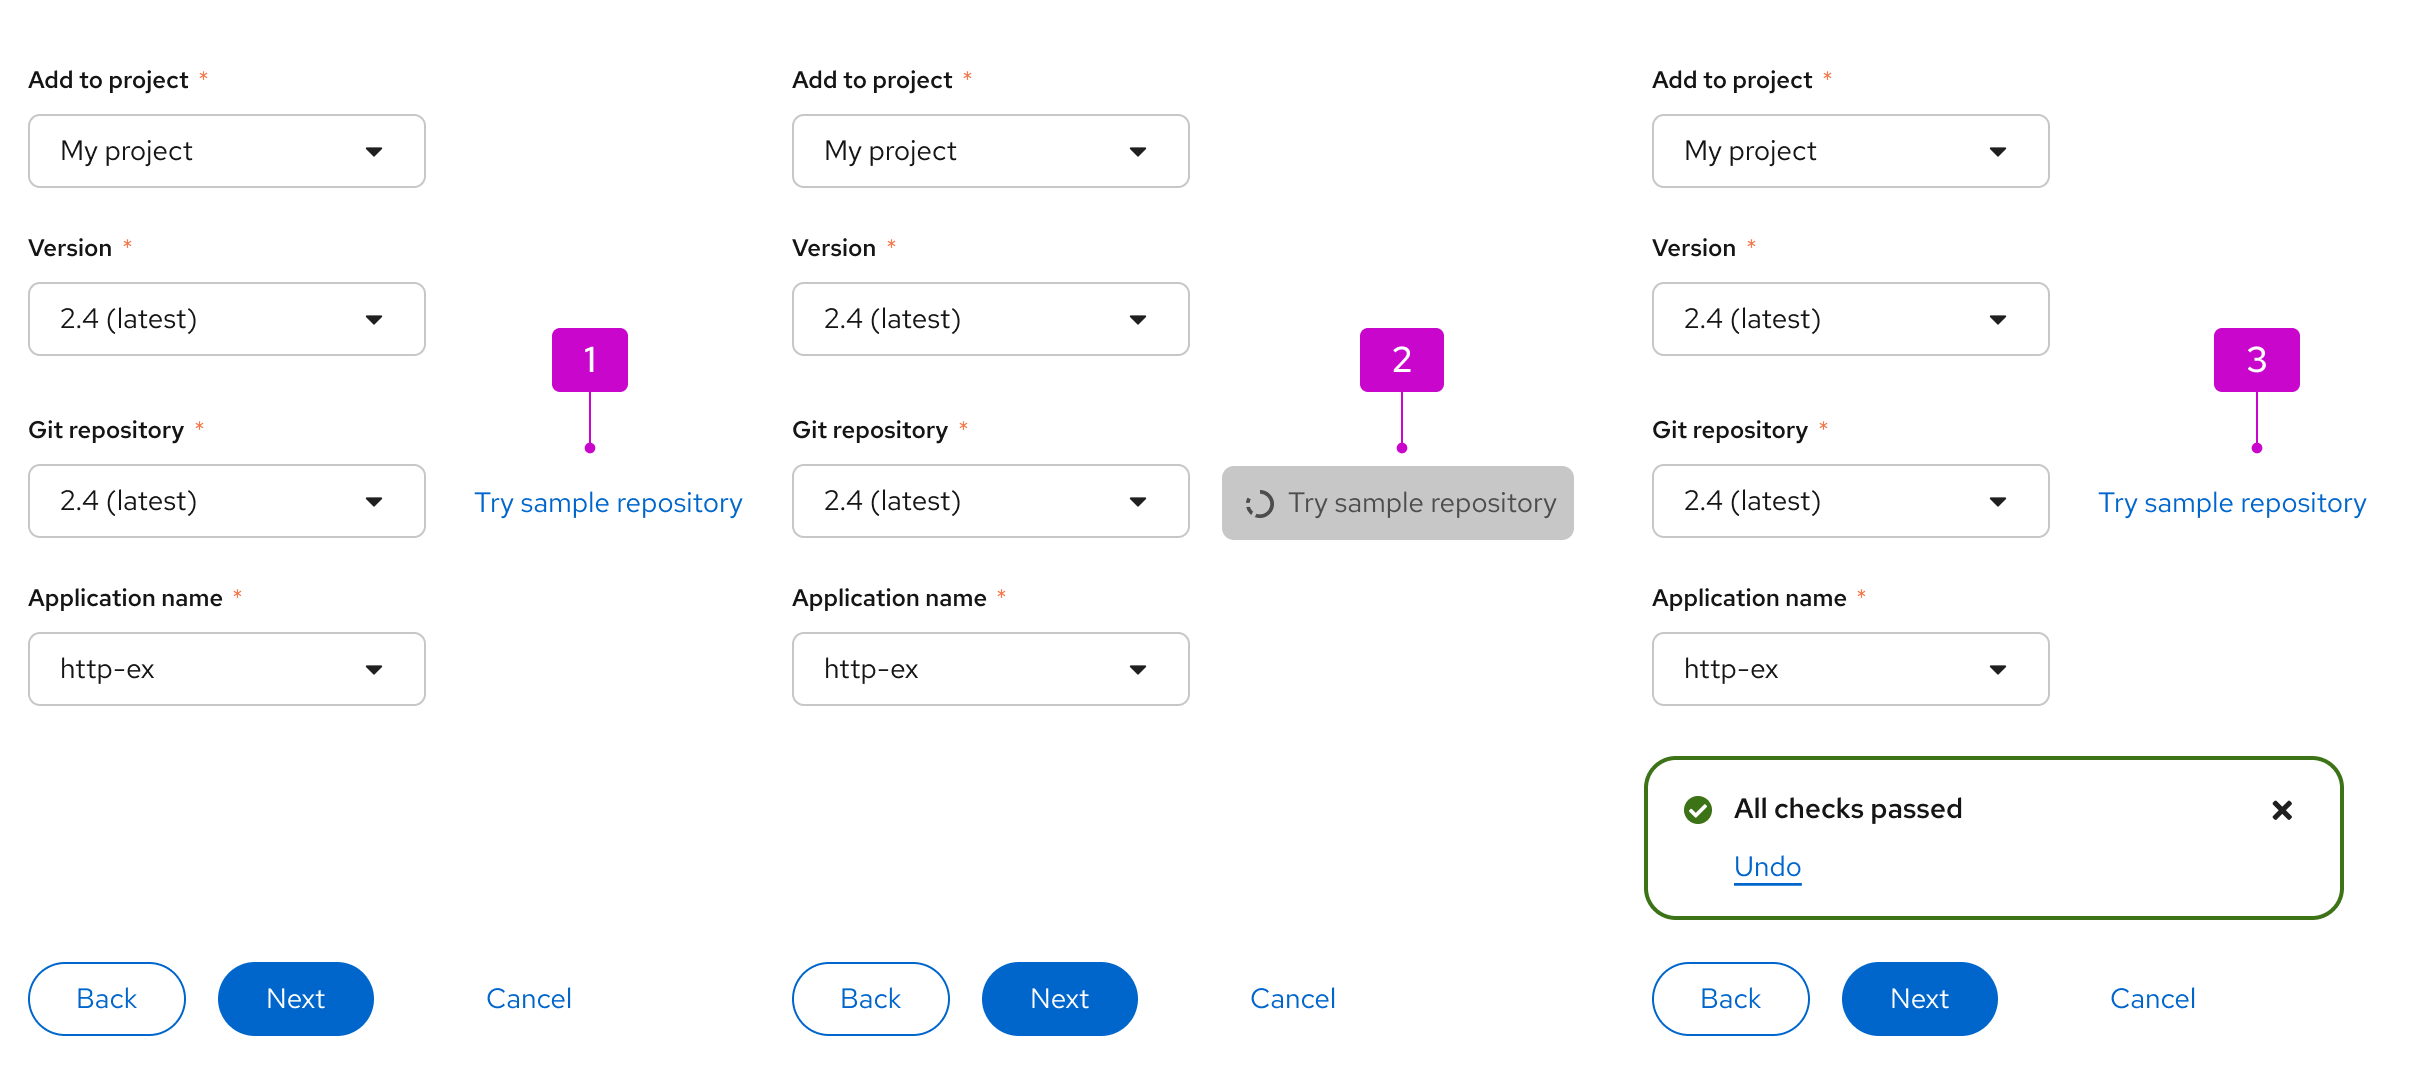 Add to project *
My project
Version *
2.4 (latest)
1
Git repository *
2.4 (latest)
Try sample repository
Application name *
http-ex
Back
Next
Cancel
Add to project *
My project
Version *
2.4 (latest)
2
Git repository *
2.4 (latest)
Try sample repository
Application name *
http-ex
Back
Next
Cancel
Add to project *
My project
Version *
2.4 (latest)
3
Git repository *
2.4 (latest)
Try sample repository
Application name *
http-ex
All checks passed
Undo
Back
Next
Cancel